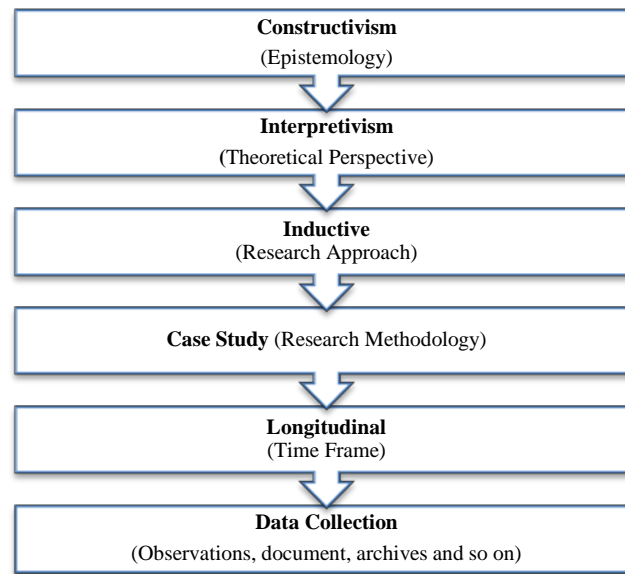 Constructivism
(Epistemology)
Interpretivism
(Theoretical Perspective)
Inductive
(Research Approach)
Case Study (Research Methodology)
Longitudinal
(Time Frame)
Data Collection
(Observations, document, archives and so on)